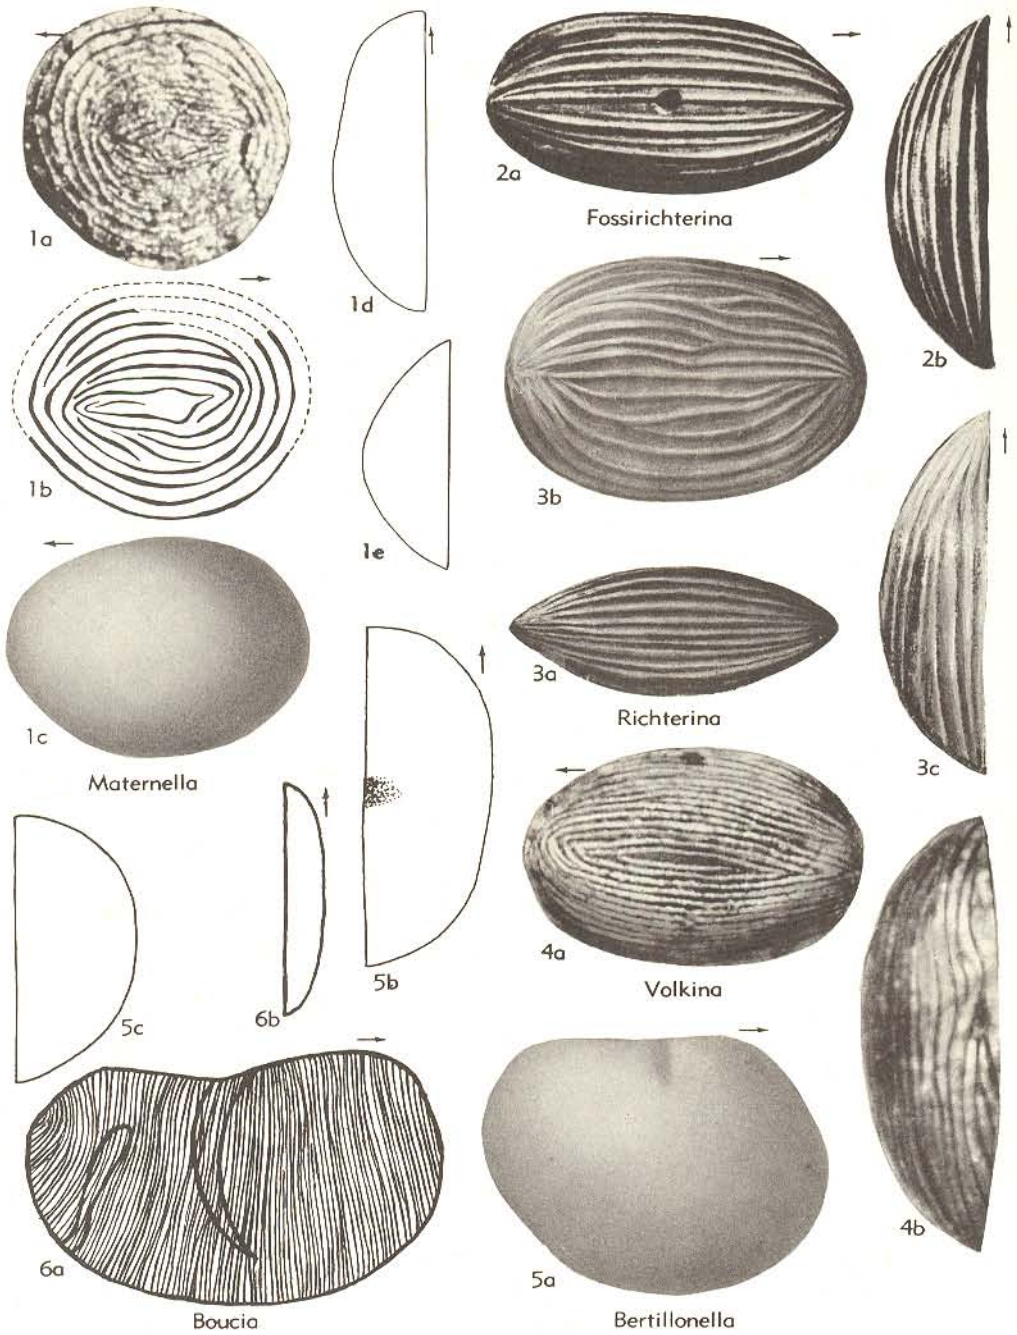 1a
1d
2a
Fossirichterina
2b
1b
1e
3b
1c
Maternella
3a
Richterina
3c
5c
6b
5b
4a
Volkina
6a
Boucia
5a
Bertillonella
4b